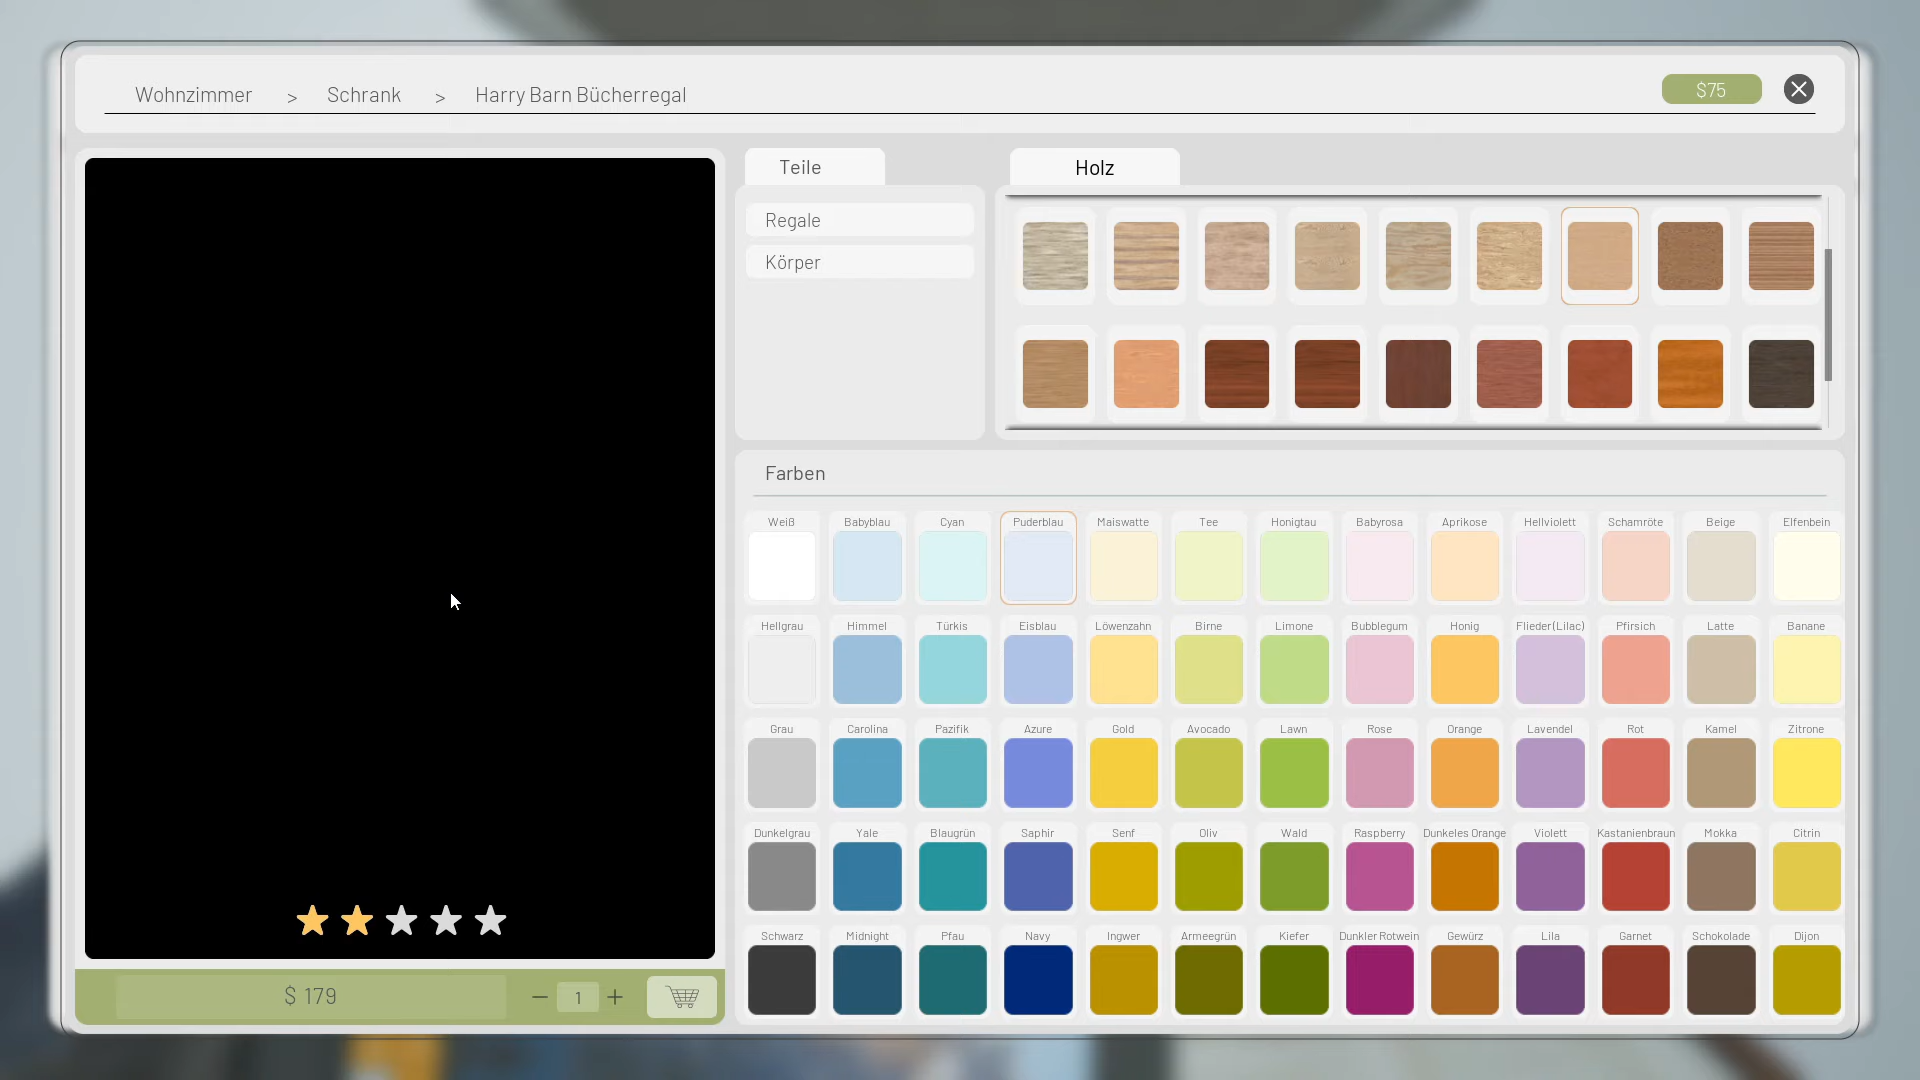 Wohnzimmer > Schrank > Harry Barn Bücherregal
$75
Teile
Holz
Regale
Körper
Farben
Weiß Babyblau Cyan Puderblau Maiswatte Tee Honigtau Babyrosa Aprikose Hellviolett Schamröte Beige Elfenbein
Hellgrau Himmel Türkis Eisblau Löwenzahn Birne Limone Bubblegum Honig Flieder(Lilac) Pfirsich Latte Banane
Grau Carolina Pazifik Azure Gold Avocado Lawn Rose Orange Lavendel Rot Kamel Zitrone
Dunkelgrau Yale Blaugrün Saphir Senf Oliv Wald Raspberry Dunkeles Orange Violett Kastanienbraun Mokka Citrin
Schwarz Midnight Pfau Navy Ingwer Armeegrün Kiefer Dunkler Rotwein Gewürz Lila Garnet Schokolade Dijon
$ 179
− 1 +